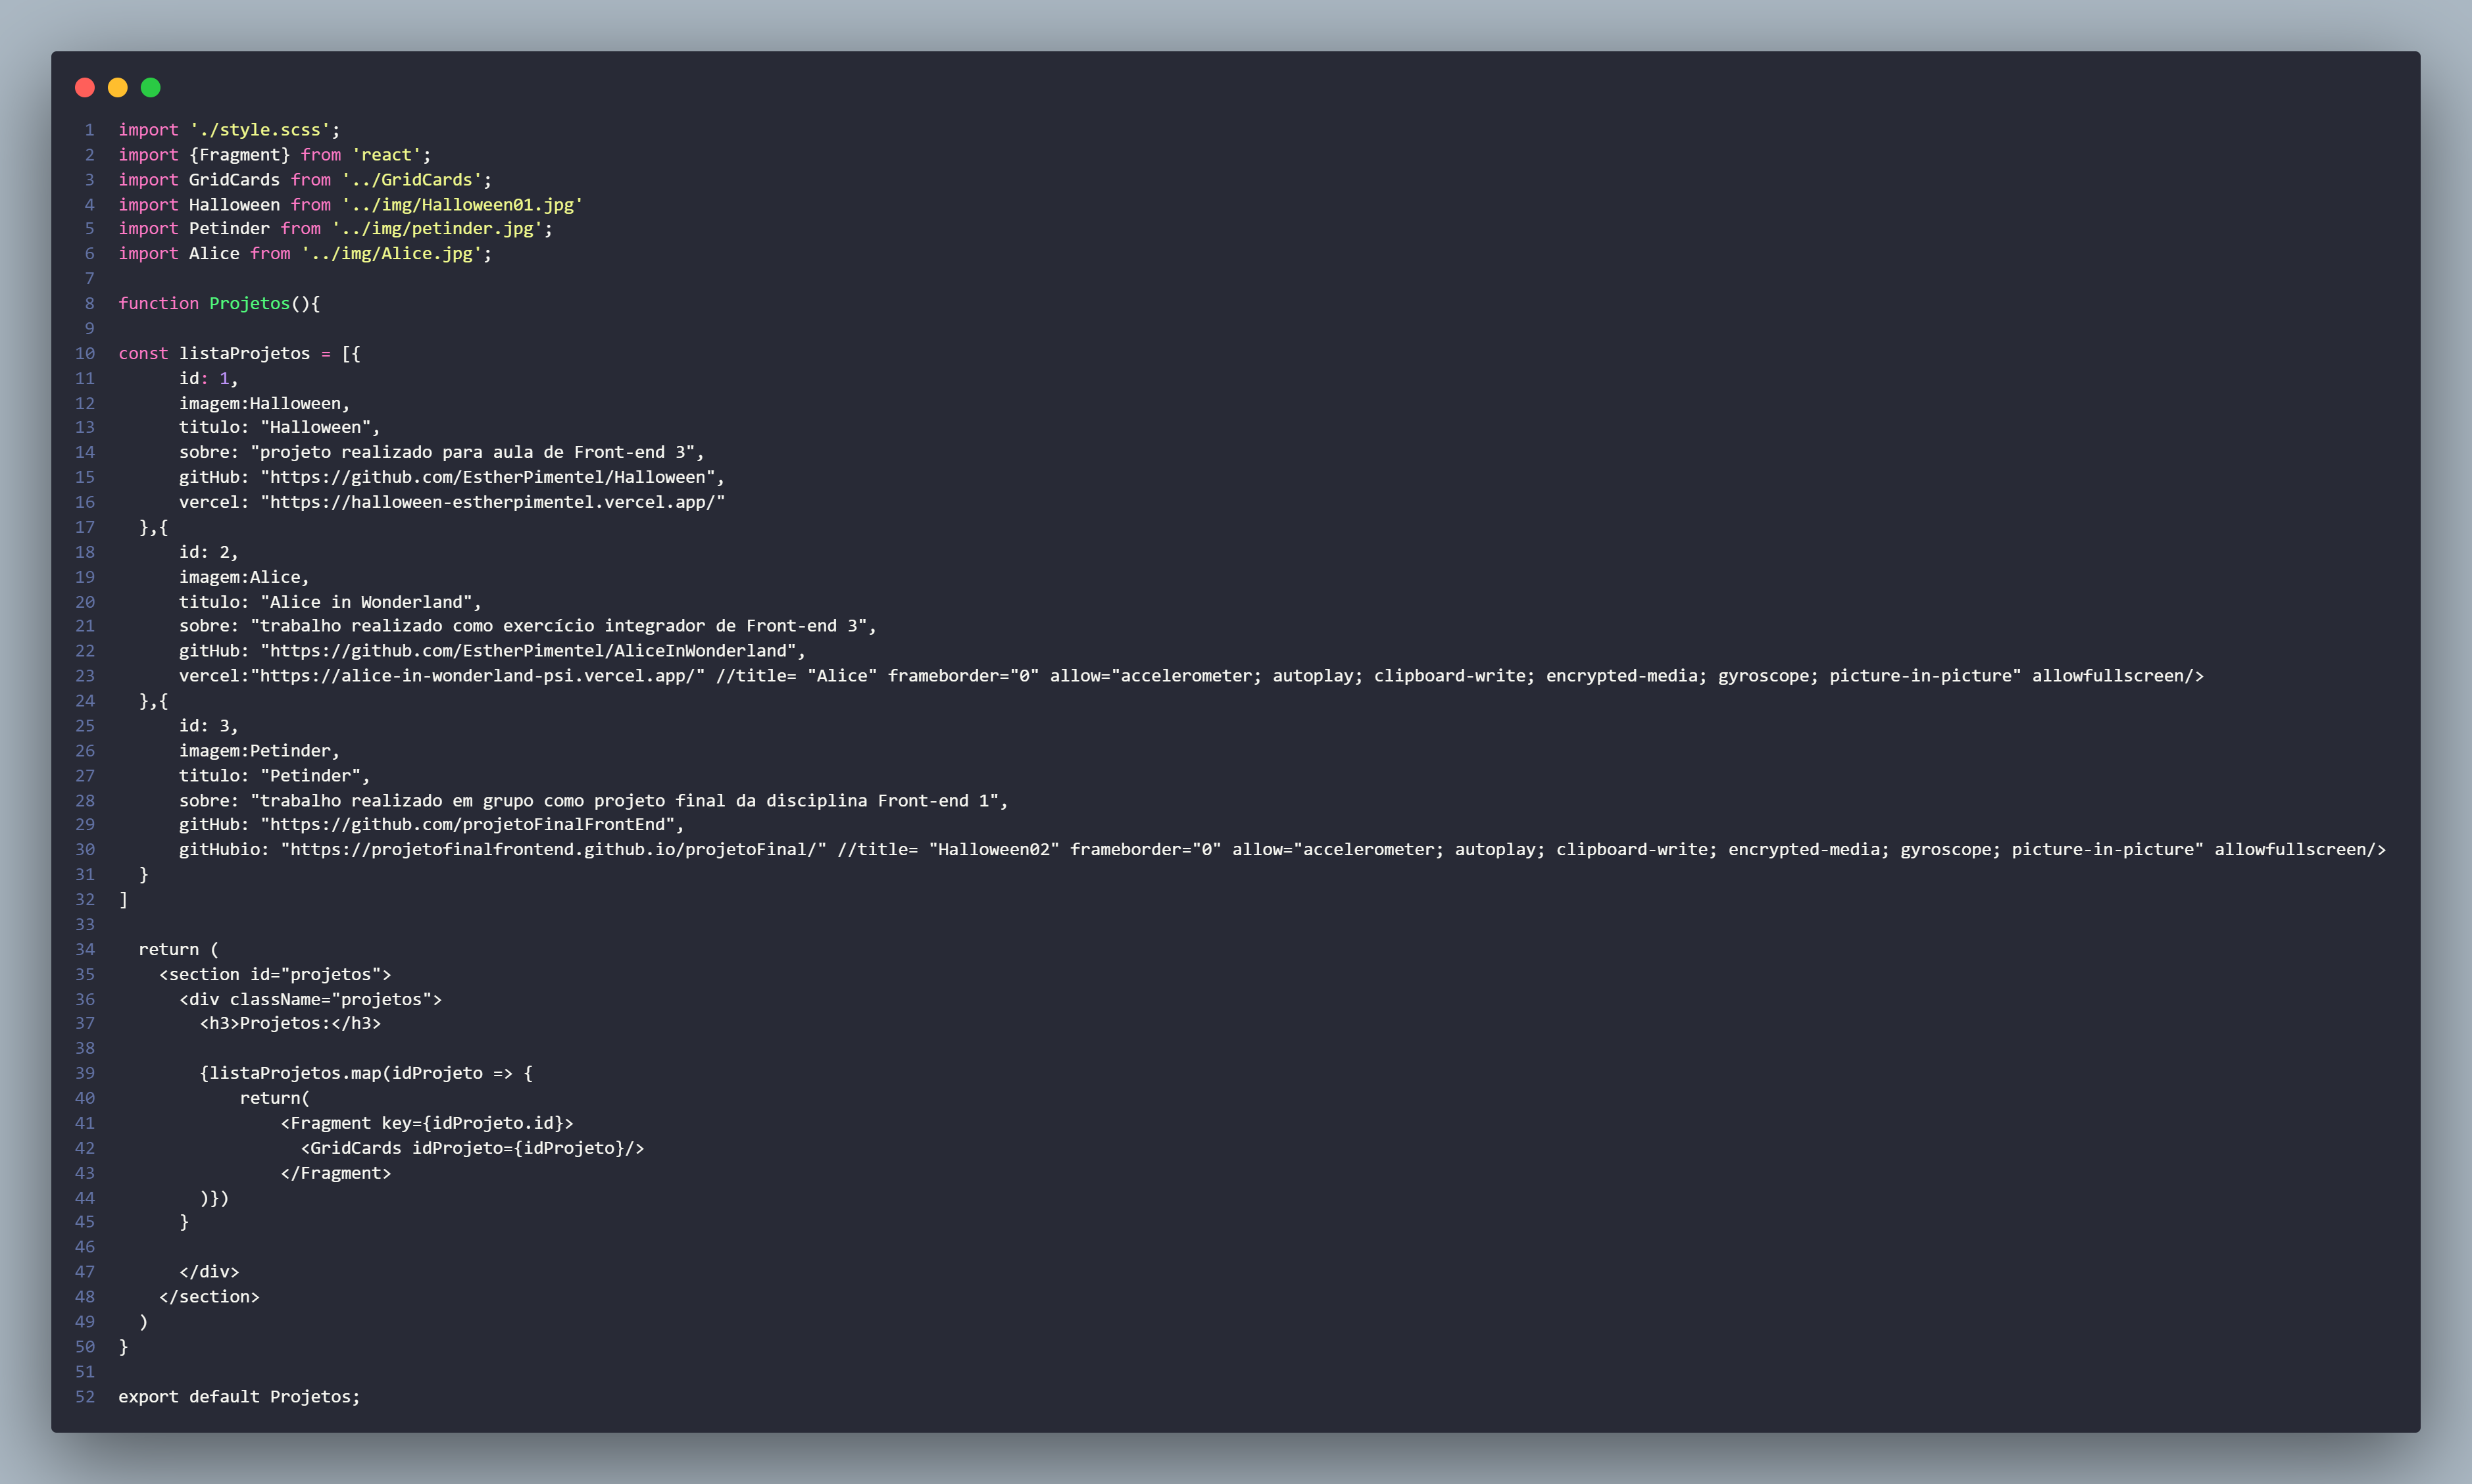 1 import './style.scss';
2 import {Fragment} from 'react';
3 import GridCards from '../GridCards';
4 import Halloween from '../img/Halloween01.jpg'
5 import Petinder from '../img/petinder.jpg';
6 import Alice from '../img/Alice.jpg';
7
8 function Projetos(){
9
10 const listaProjetos = [{
11       id: 1,
12       imagem:Halloween,
13       titulo: "Halloween",
14       sobre: "projeto realizado para aula de Front-end 3",
15       gitHub: "https://github.com/EstherPimentel/Halloween",
16       vercel: "https://halloween-estherpimentel.vercel.app/"
17   },{
18       id: 2,
19       imagem:Alice,
20       titulo: "Alice in Wonderland",
21       sobre: "trabalho realizado como exercício integrador de Front-end 3",
22       gitHub: "https://github.com/EstherPimentel/AliceInWonderland",
23       vercel:"https://alice-in-wonderland-psi.vercel.app/" //title= "Alice" frameborder="0" allow="accelerometer; autoplay; clipboard-write; encrypted-media; gyroscope; picture-in-picture" allowfullscreen/>
24   },{
25       id: 3,
26       imagem:Petinder,
27       titulo: "Petinder",
28       sobre: "trabalho realizado em grupo como projeto final da disciplina Front-end 1",
29       gitHub: "https://github.com/projetoFinalFrontEnd",
30       gitHubio: "https://projetofinalfrontend.github.io/projetoFinal/" //title= "Halloween02" frameborder="0" allow="accelerometer; autoplay; clipboard-write; encrypted-media; gyroscope; picture-in-picture" allowfullscreen/>
31   }
32 ]
33
34   return (
35     <section id="projetos">
36       <div className="projetos">
37         <h3>Projetos:</h3>
38
39         {listaProjetos.map(idProjeto => {
40             return(
41                 <Fragment key={idProjeto.id}>
42                   <GridCards idProjeto={idProjeto}/>
43                 </Fragment>
44         )})
45       }
46
47       </div>
48     </section>
49   )
50 }
51
52 export default Projetos;